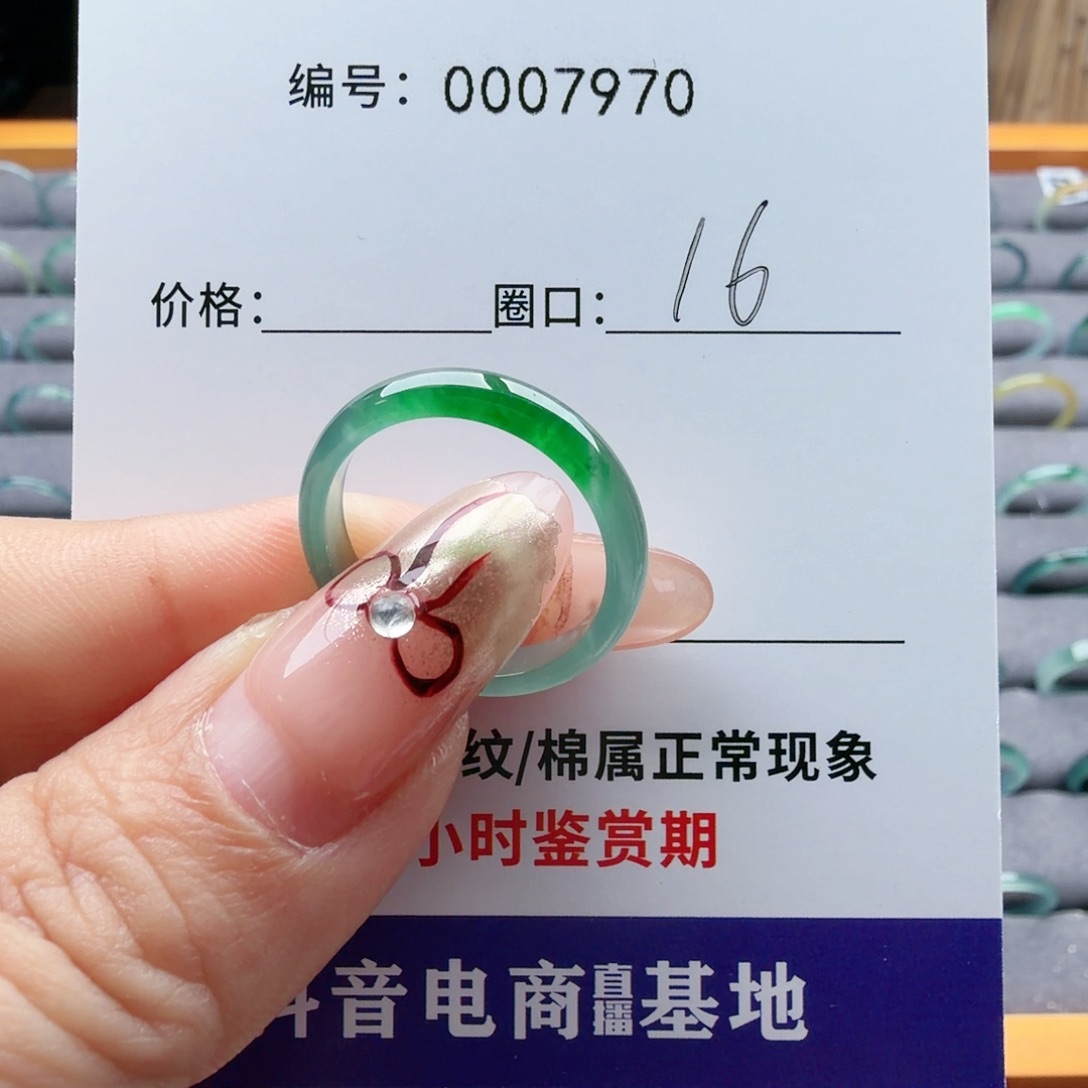 编号：0007970
价格：圈口：16
纹/棉属正常现象
小时鉴赏期
抖音电商直播基地